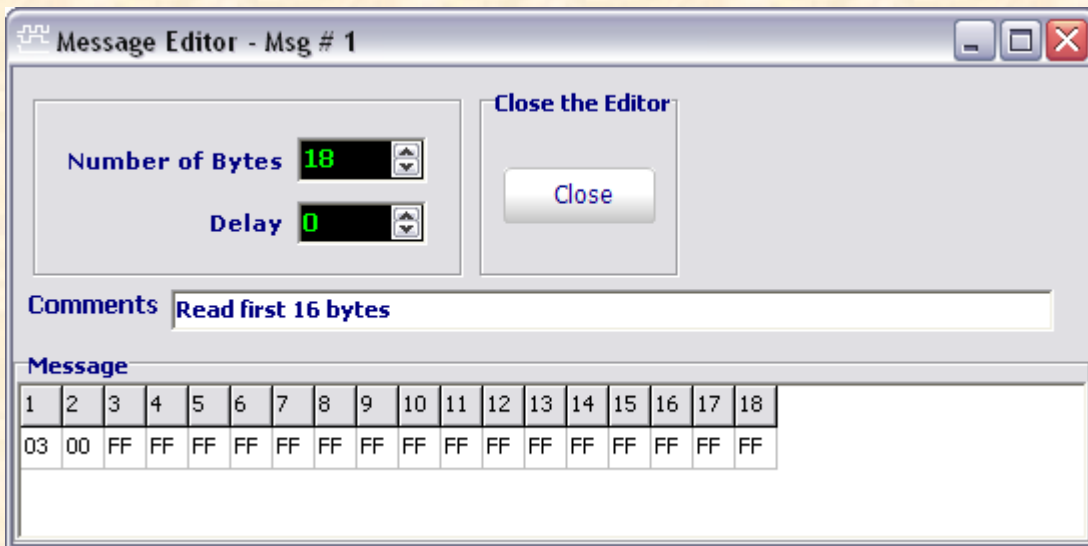 Message Editor - Msg # 1
Close the Editor
Number of Bytes 18
Close
Delay 0
Comments Read first 16 bytes
Message
1 2 3 4 5 6 7 8 9 10 11 12 13 14 15 16 17 18
03 00 FF FF FF FF FF FF FF FF FF FF FF FF FF FF FF FF